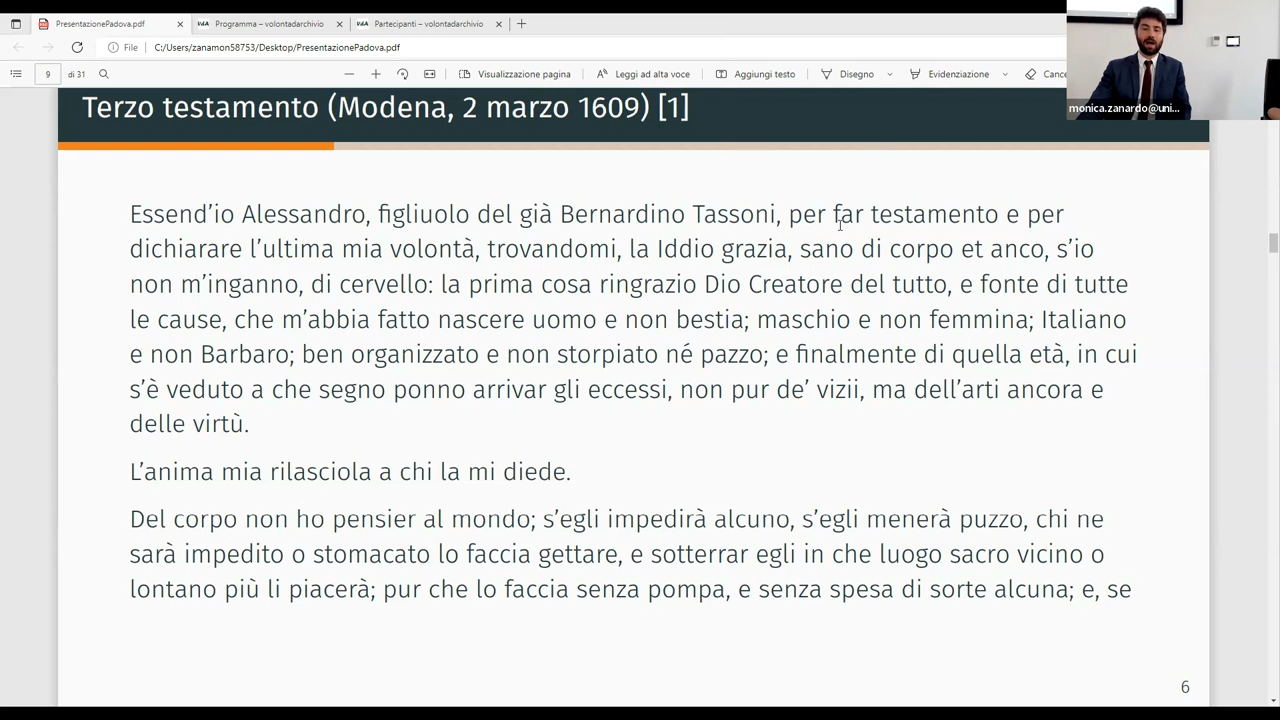 PresentazionePadova.pdf
Programma – volontadarchivio
Partecipanti – volontadarchivio
File
C:/Users/zanamon58753/Desktop/PresentazionePadova.pdf
9 di 31
Visualizzazione pagina
Leggi ad alta voce
Aggiungi testo
Disegno
Evidenziazione
Cance
monica.zanardo@uni...
Terzo testamento (Modena, 2 marzo 1609) [1]
Essend’io Alessandro, figliuolo del già Bernardino Tassoni, per far testamento e per
dichiarare l’ultima mia volontà, trovandomi, la Iddio grazia, sano di corpo et anco, s’io
non m’inganno, di cervello: la prima cosa ringrazio Dio Creatore del tutto, e fonte di tutte
le cause, che m’abbia fatto nascere uomo e non bestia; maschio e non femmina; Italiano
e non Barbaro; ben organizzato e non storpiato né pazzo; e finalmente di quella età, in cui
s’è veduto a che segno ponno arrivar gli eccessi, non pur de’ vizii, ma dell’arti ancora e
delle virtù.
L’anima mia rilasciola a chi la mi diede.
Del corpo non ho pensier al mondo; s’egli impedirà alcuno, s’egli menerà puzzo, chi ne
sarà impedito o stomacato lo faccia gettare, e sotterrar egli in che luogo sacro vicino o
lontano più li piacerà; pur che lo faccia senza pompa, e senza spesa di sorte alcuna; e, se
6